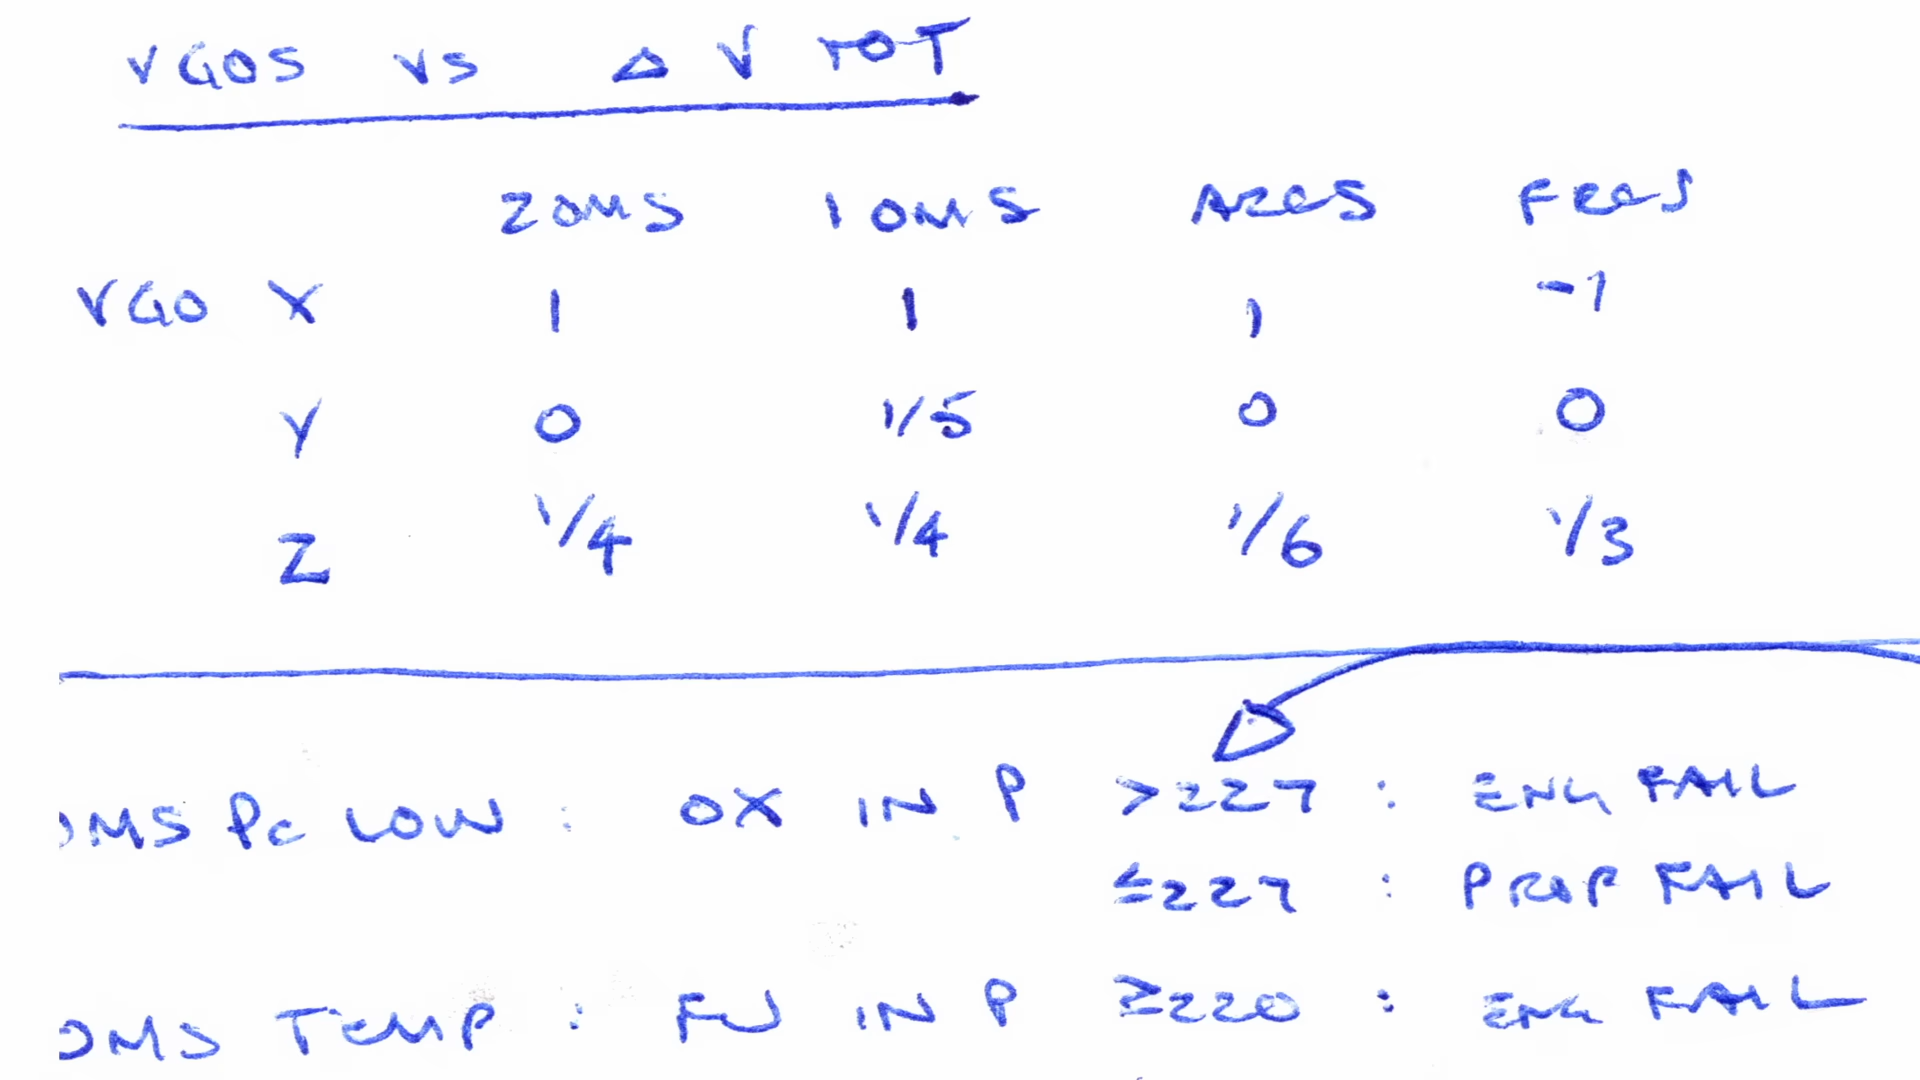 VGOS vs Δ V TOT
2 OMS 1 OMS ARCS FRCS
VGO X 1 1 1 -1
Y 0 1/5 0 0
Z 1/4 1/4 1/6 1/3
OMS Pc LOW : OX IN P >227 : ENG FAIL
≤227 : PROP FAIL
OMS TEMP : FU IN P ≥220 : ENG FAIL